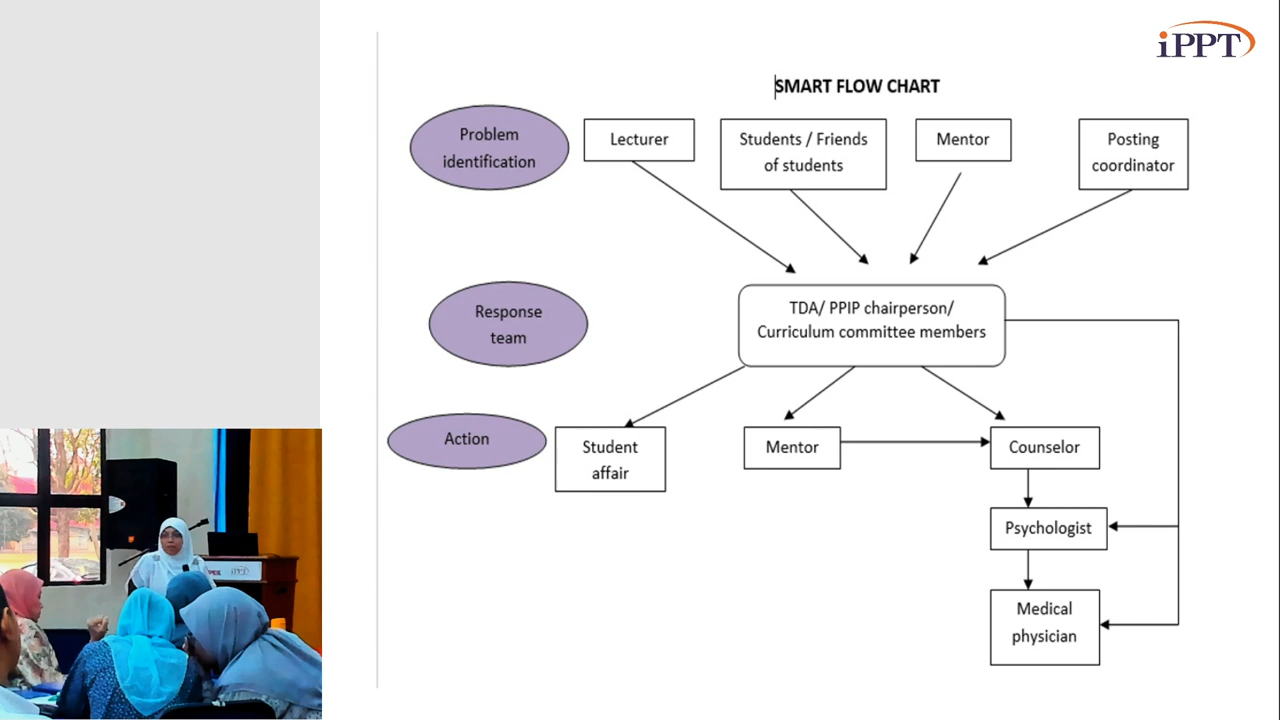 iPPT
SMART FLOW CHART
Problem
identification
Lecturer
Students / Friends
of students
Mentor
Posting
coordinator
Response
team
TDA/ PPIP chairperson/
Curriculum committee members
Action
Student
affair
Mentor
Counselor
Psychologist
Medical
physician